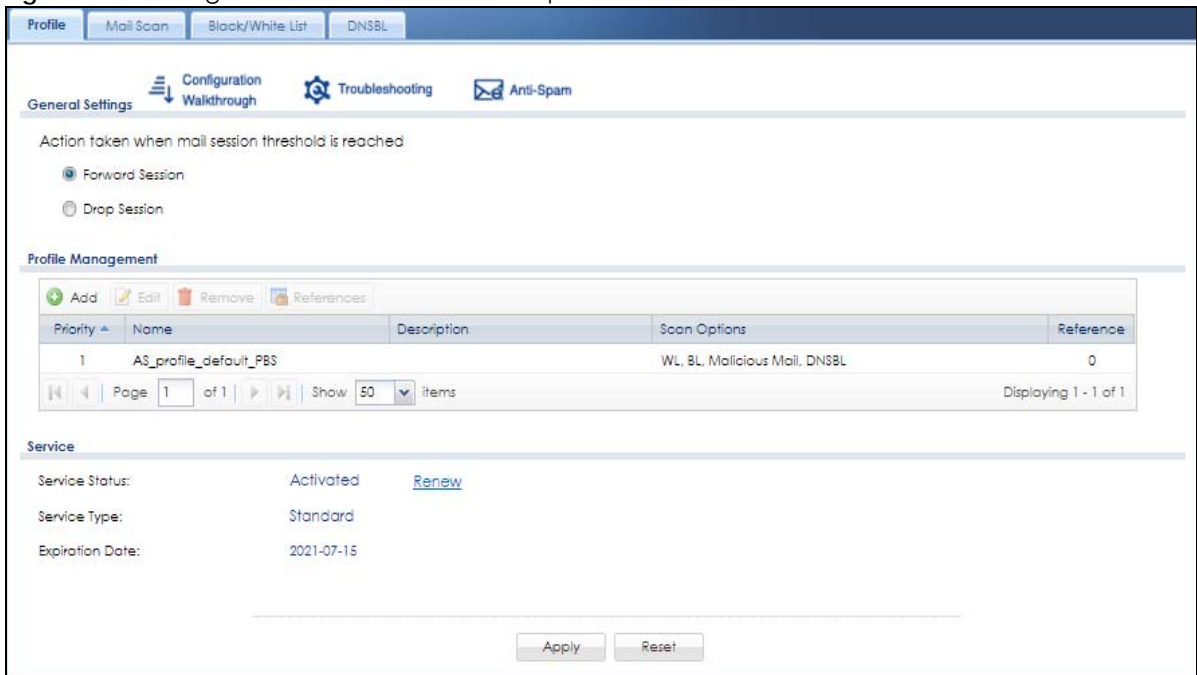 Profile Mail Scan Black/White List DNSBL
General Settings Configuration Walkthrough Troubleshooting Anti-Spam
Action taken when mail session threshold is reached
Forward Session
Drop Session
Profile Management
Add Edit Remove References
Priority Name Description Scan Options Reference
1 AS_profile_default_PBS WL, BL, Malicious Mail, DNSBL 0
Page 1 of 1 Show 50 items Displaying 1 - 1 of 1
Service
Service Status: Activated Renew
Service Type: Standard
Expiration Date: 2021-07-15
Apply Reset